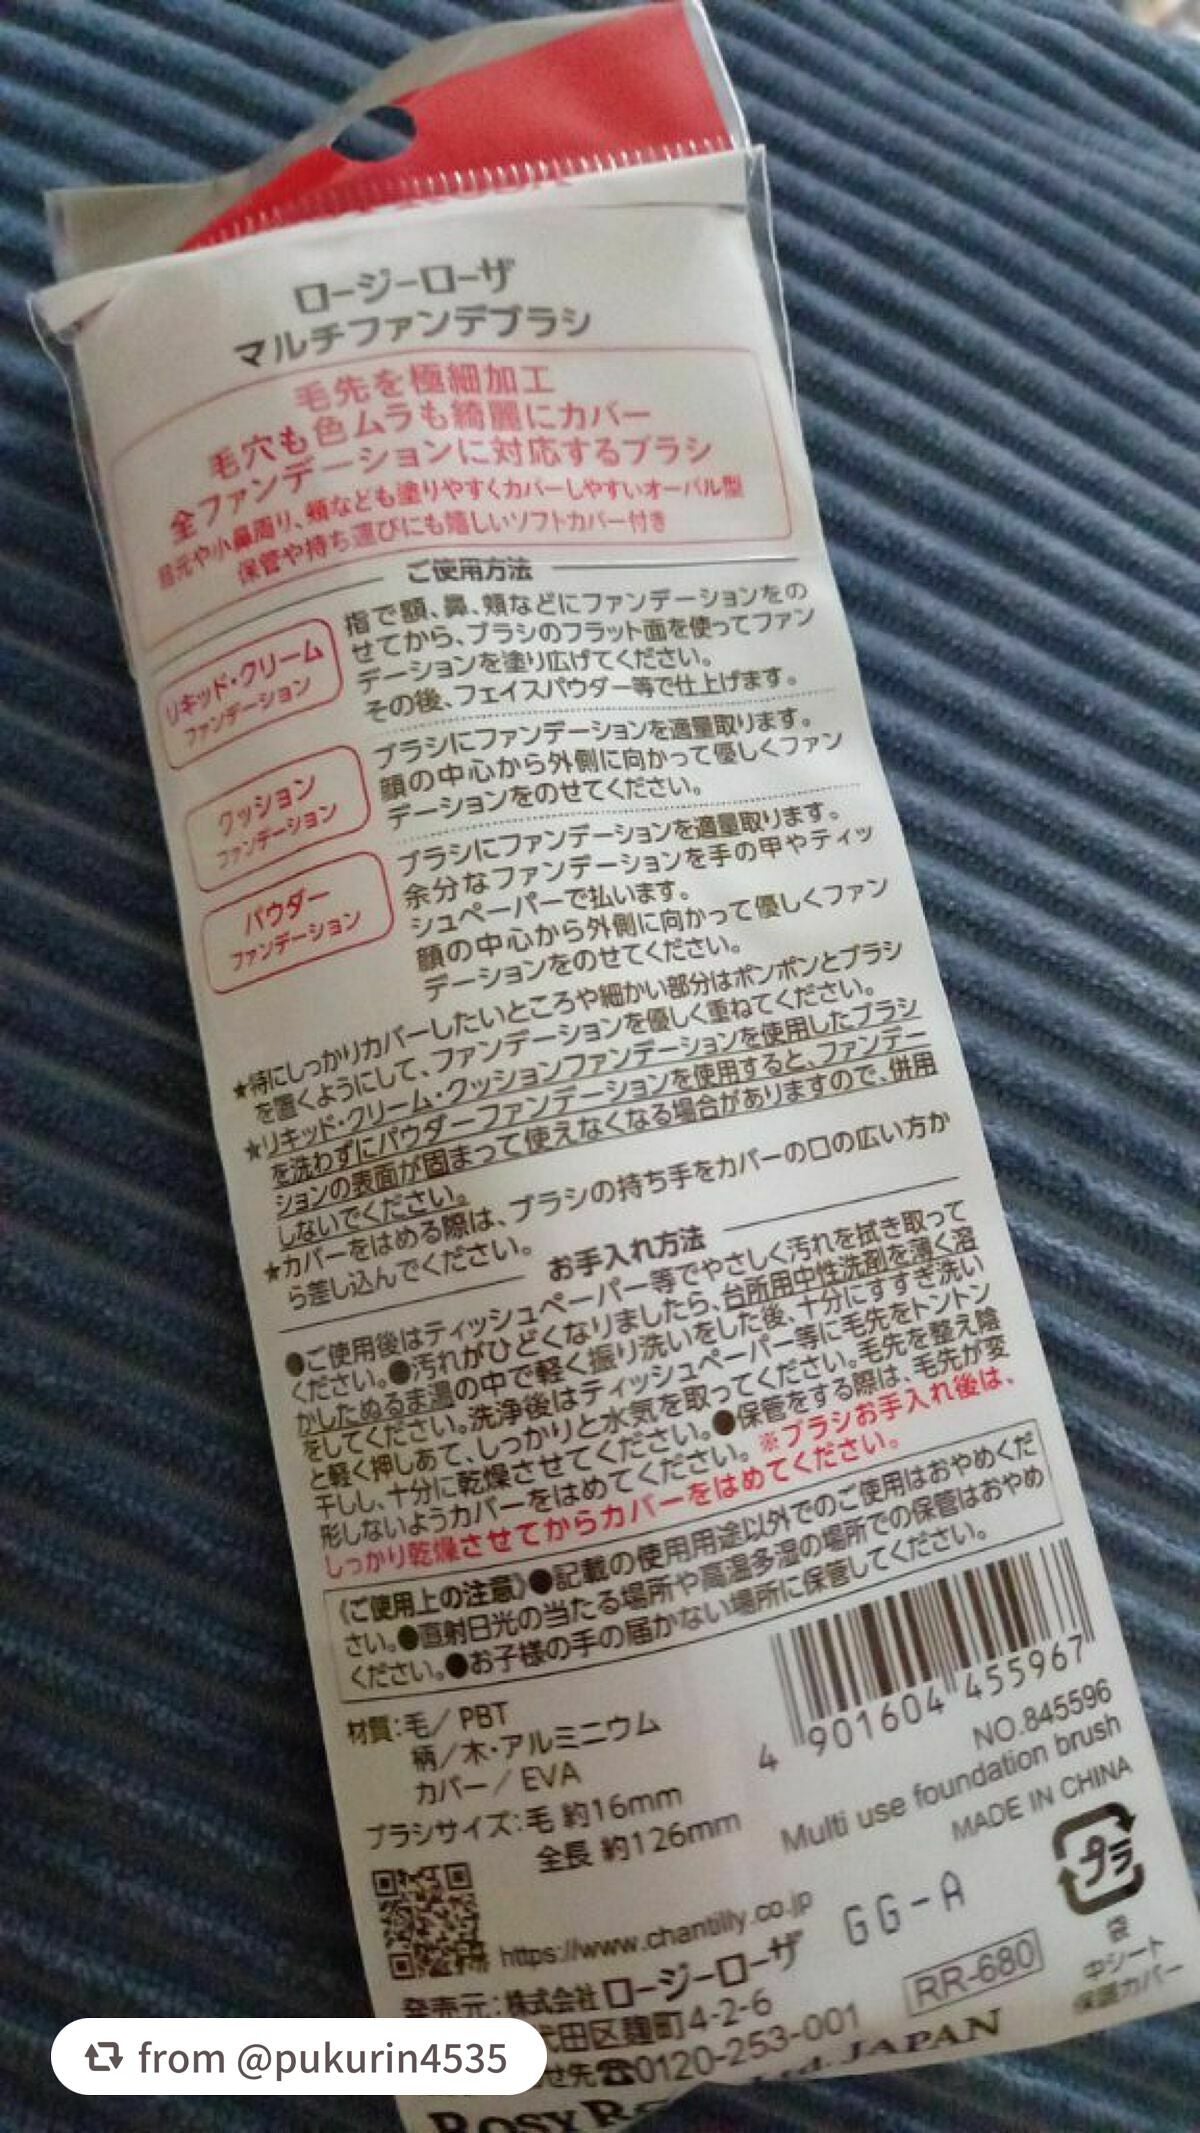 ロージーローザ
マルチファンデブラシ
毛先を極細加工
毛穴も色ムラも綺麗にカバー
全ファンデーションに対応するブラシ
目元や小鼻周り、頬なども塗りやすくカバーしやすいオーバル型
保管や持ち運びにも嬉しいソフトカバー付き
ご使用方法
リキッド・クリーム
ファンデーション
指で額、鼻、頬などにファンデーションをの
せてから、ブラシのフラット面を使ってファン
デーションを塗り広げてください。
その後、フェイスパウダー等で仕上げます。
クッション
ファンデーション
ブラシにファンデーションを適量取ります。
顔の中心から外側に向かって優しくファン
デーションをのせてください。
パウダー
ファンデーション
ブラシにファンデーションを適量取ります。
余分なファンデーションを手の甲やティッ
シュペーパーで払います。
顔の中心から外側に向かって優しくファン
デーションをのせてください。
★特にしっかりカバーしたいところや細かい部分はポンポンとブラシ
を置くようにして、ファンデーションを優しく重ねてください。
★リキッド・クリーム・クッションファンデーションを使用したブラシ
を洗わずにパウダーファンデーションを使用すると、ファンデー
ションの表面が固まって使えなくなる場合がありますので、併用
しないでください。
★カバーをはめる際は、ブラシの持ち手をカバーの口の広い方か
ら差し込んでください。
お手入れ方法
●ご使用後はティッシュペーパー等でやさしく汚れを拭き取って
ください。●汚れがひどくなりましたら、台所用中性洗剤を薄く溶
かしたぬるま湯の中で軽く振り洗いをした後、十分にすすぎ洗い
をしてください。洗浄後はティッシュペーパー等に毛先をトントン
と軽く押しあて、しっかりと水気を取ってください。毛先を整え陰
干しし、十分に乾燥させてください。●保管をする際は、毛先が変
形しないようカバーをはめてください。※ブラシお手入れ後は、
しっかり乾燥させてからカバーをはめてください。
《ご使用上の注意》●記載の使用用途以外でのご使用はおやめくだ
さい。●直射日光の当たる場所や高温多湿の場所での保管はおやめ
ください。●お子様の手の届かない場所に保管してください。
材質:毛/PBT
柄/木・アルミニウム
カバー/EVA
ブラシサイズ:毛 約16mm
全長 約126mm
4 901604 455967
NO.845596
Multi use foundation brush
MADE IN CHINA
プラ
袋
中シート
保護カバー
https://www.chantilly.co.jp
GG-A
発売元:株式会社ロージーローザ
田区麹町4-2-6
RR-680
せ先☎0120-253-001
ROSY R
Ltd. JAPAN
from @pukurin4535